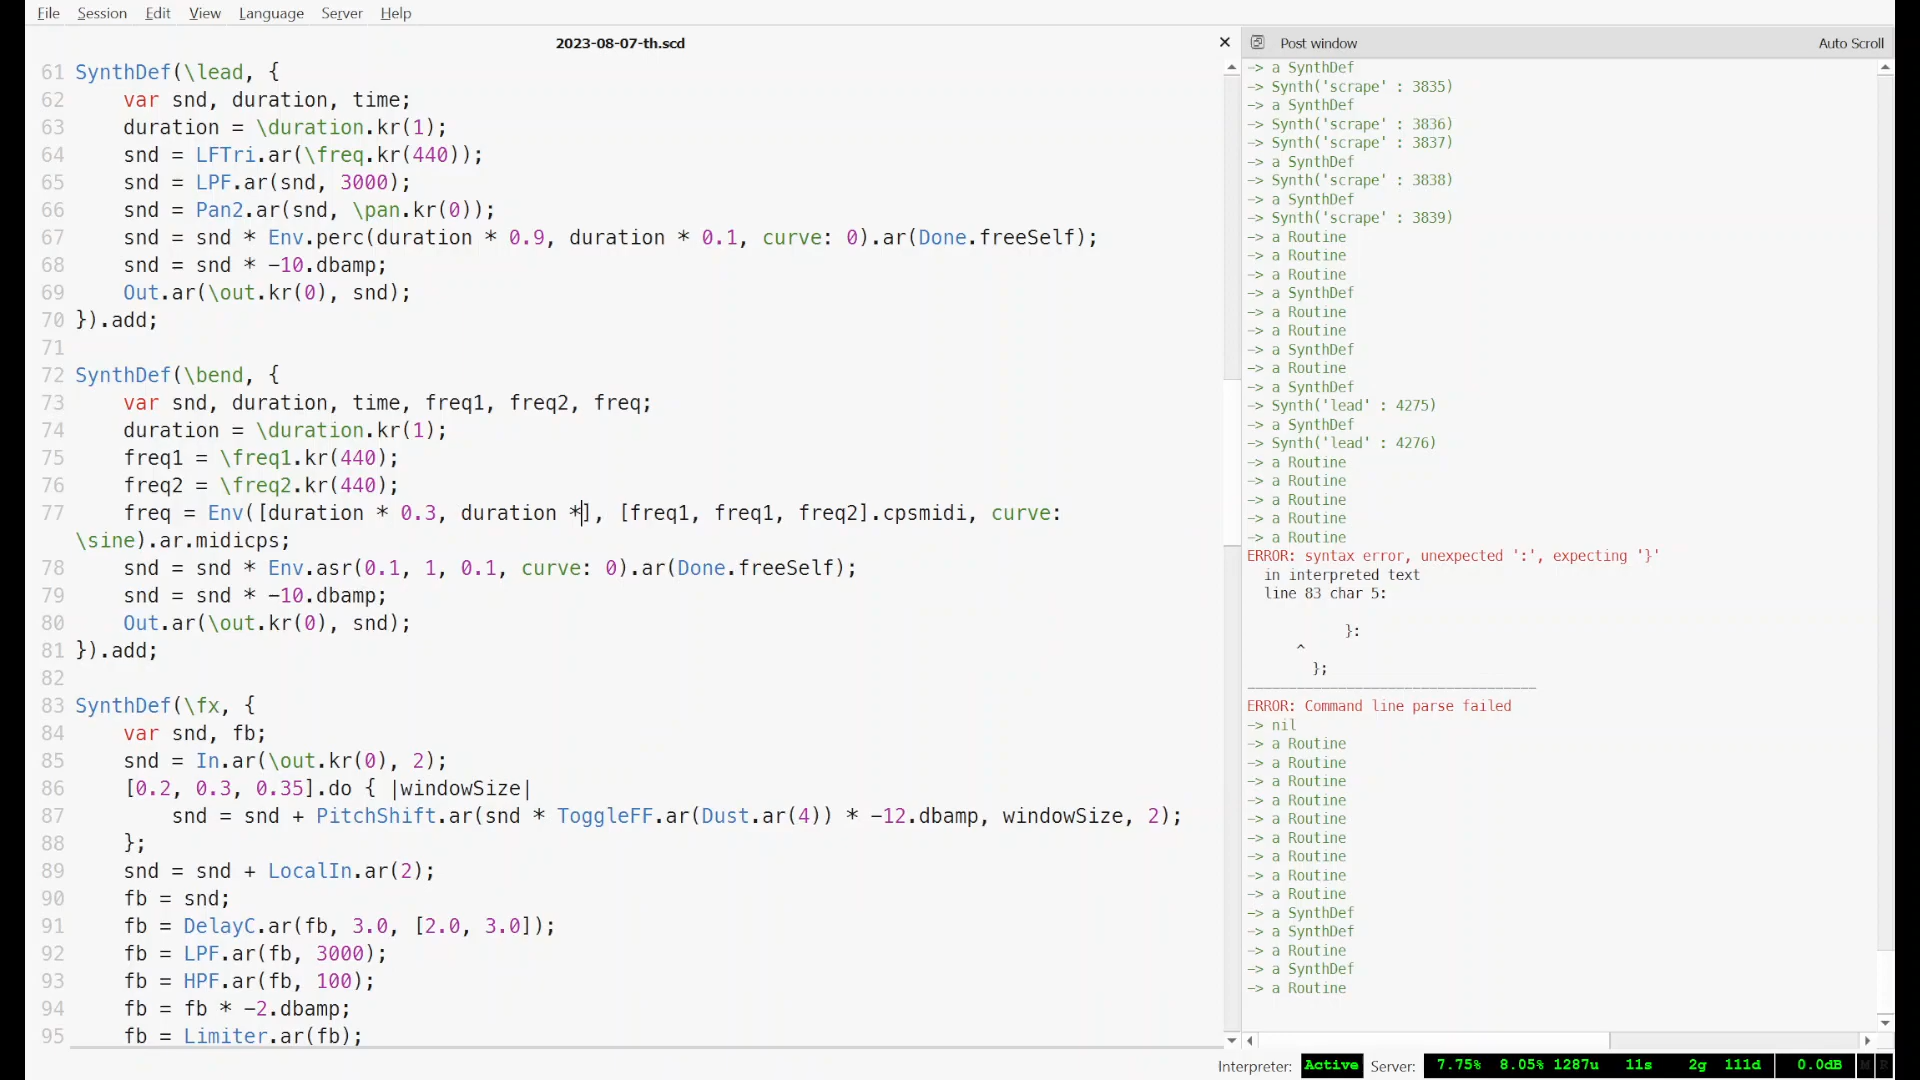 File Session Edit View Language Server Help
2023-08-07-th.scd
61 SynthDef(\lead, {
62 var snd, duration, time;
63 duration = \duration.kr(1);
64 snd = LFTri.ar(\freq.kr(440));
65 snd = LPF.ar(snd, 3000);
66 snd = Pan2.ar(snd, \pan.kr(0));
67 snd = snd * Env.perc(duration * 0.9, duration * 0.1, curve: 0).ar(Done.freeSelf);
68 snd = snd * -10.dbamp;
69 Out.ar(\out.kr(0), snd);
70 }).add;
71
72 SynthDef(\bend, {
73 var snd, duration, time, freq1, freq2, freq;
74 duration = \duration.kr(1);
75 freq1 = \freq1.kr(440);
76 freq2 = \freq2.kr(440);
77 freq = Env([duration * 0.3, duration *], [freq1, freq1, freq2].cpsmidi, curve:
\sine).ar.midicps;
78 snd = snd * Env.asr(0.1, 1, 0.1, curve: 0).ar(Done.freeSelf);
79 snd = snd * -10.dbamp;
80 Out.ar(\out.kr(0), snd);
81 }).add;
82
83 SynthDef(\fx, {
84 var snd, fb;
85 snd = In.ar(\out.kr(0), 2);
86 [0.2, 0.3, 0.35].do { |windowSize|
87 snd = snd + PitchShift.ar(snd * ToggleFF.ar(Dust.ar(4)) * -12.dbamp, windowSize, 2);
88 };
89 snd = snd + LocalIn.ar(2);
90 fb = snd;
91 fb = DelayC.ar(fb, 3.0, [2.0, 3.0]);
92 fb = LPF.ar(fb, 3000);
93 fb = HPF.ar(fb, 100);
94 fb = fb * -2.dbamp;
95 fb = Limiter.ar(fb);
Post window Auto Scroll
-> a SynthDef
-> Synth('scrape' : 3835)
-> a SynthDef
-> Synth('scrape' : 3836)
-> Synth('scrape' : 3837)
-> a SynthDef
-> Synth('scrape' : 3838)
-> a SynthDef
-> Synth('scrape' : 3839)
-> a Routine
-> a Routine
-> a Routine
-> a SynthDef
-> a Routine
-> a Routine
-> a SynthDef
-> a Routine
-> a SynthDef
-> Synth('lead' : 4275)
-> a SynthDef
-> Synth('lead' : 4276)
-> a Routine
-> a Routine
-> a Routine
-> a Routine
-> a Routine
ERROR: syntax error, unexpected ':', expecting '}'
in interpreted text
line 83 char 5:
}:
^
};
-----------------------------------
ERROR: Command line parse failed
-> nil
-> a Routine
-> a Routine
-> a Routine
-> a Routine
-> a Routine
-> a Routine
-> a Routine
-> a Routine
-> a Routine
-> a SynthDef
-> a SynthDef
-> a Routine
-> a SynthDef
-> a Routine
Interpreter: Active Server: 7.75% 8.05% 1287u 11s 2g 111d 0.0dB M R